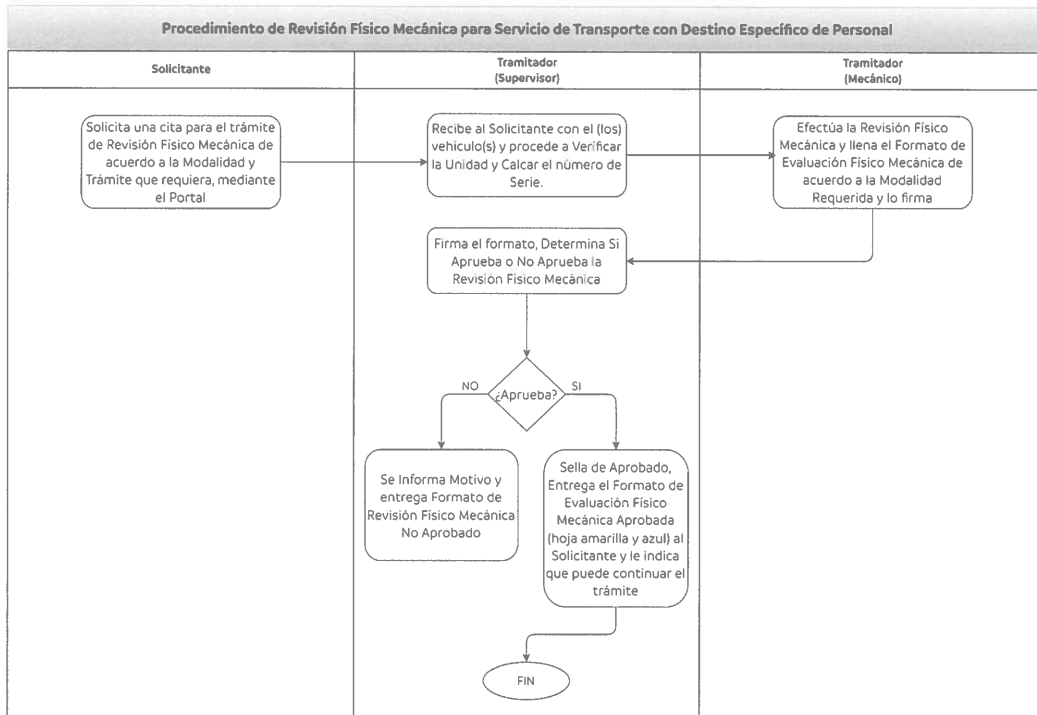 Procedimiento de Revisión Físico Mecánica para Servicio de Transporte con Destino Específico de Personal
Solicitante
Tramitador
(Supervisor)
Tramitador
(Mecánico)
Solicita una cita para el trámite
de Revisión Físico Mecánica de
acuerdo a la Modalidad y
Trámite que requiera, mediante
el Portal
Recibe al Solicitante con el (los)
vehiculo(s) y procede a Verificar
la Unidad y Calcar el número de
Serie.
Efectúa la Revisión Físico
Mecánica y llena el Formato de
Evaluación Físico Mecánica de
acuerdo a la Modalidad
Requerida y lo firma
Firma el formato, Determina Si
Aprueba o No Aprueba la
Revisión Físico Mecánica
¿Aprueba?
NO
SI
Se Informa Motivo y
entrega Formato de
Revisión Físico Mecánica
No Aprobado
Sella de Aprobado,
Entrega el Formato de
Evaluación Físico
Mecánica Aprobada
(hoja amarilla y azul) al
Solicitante y le indica
que puede continuar el
trámite
FIN